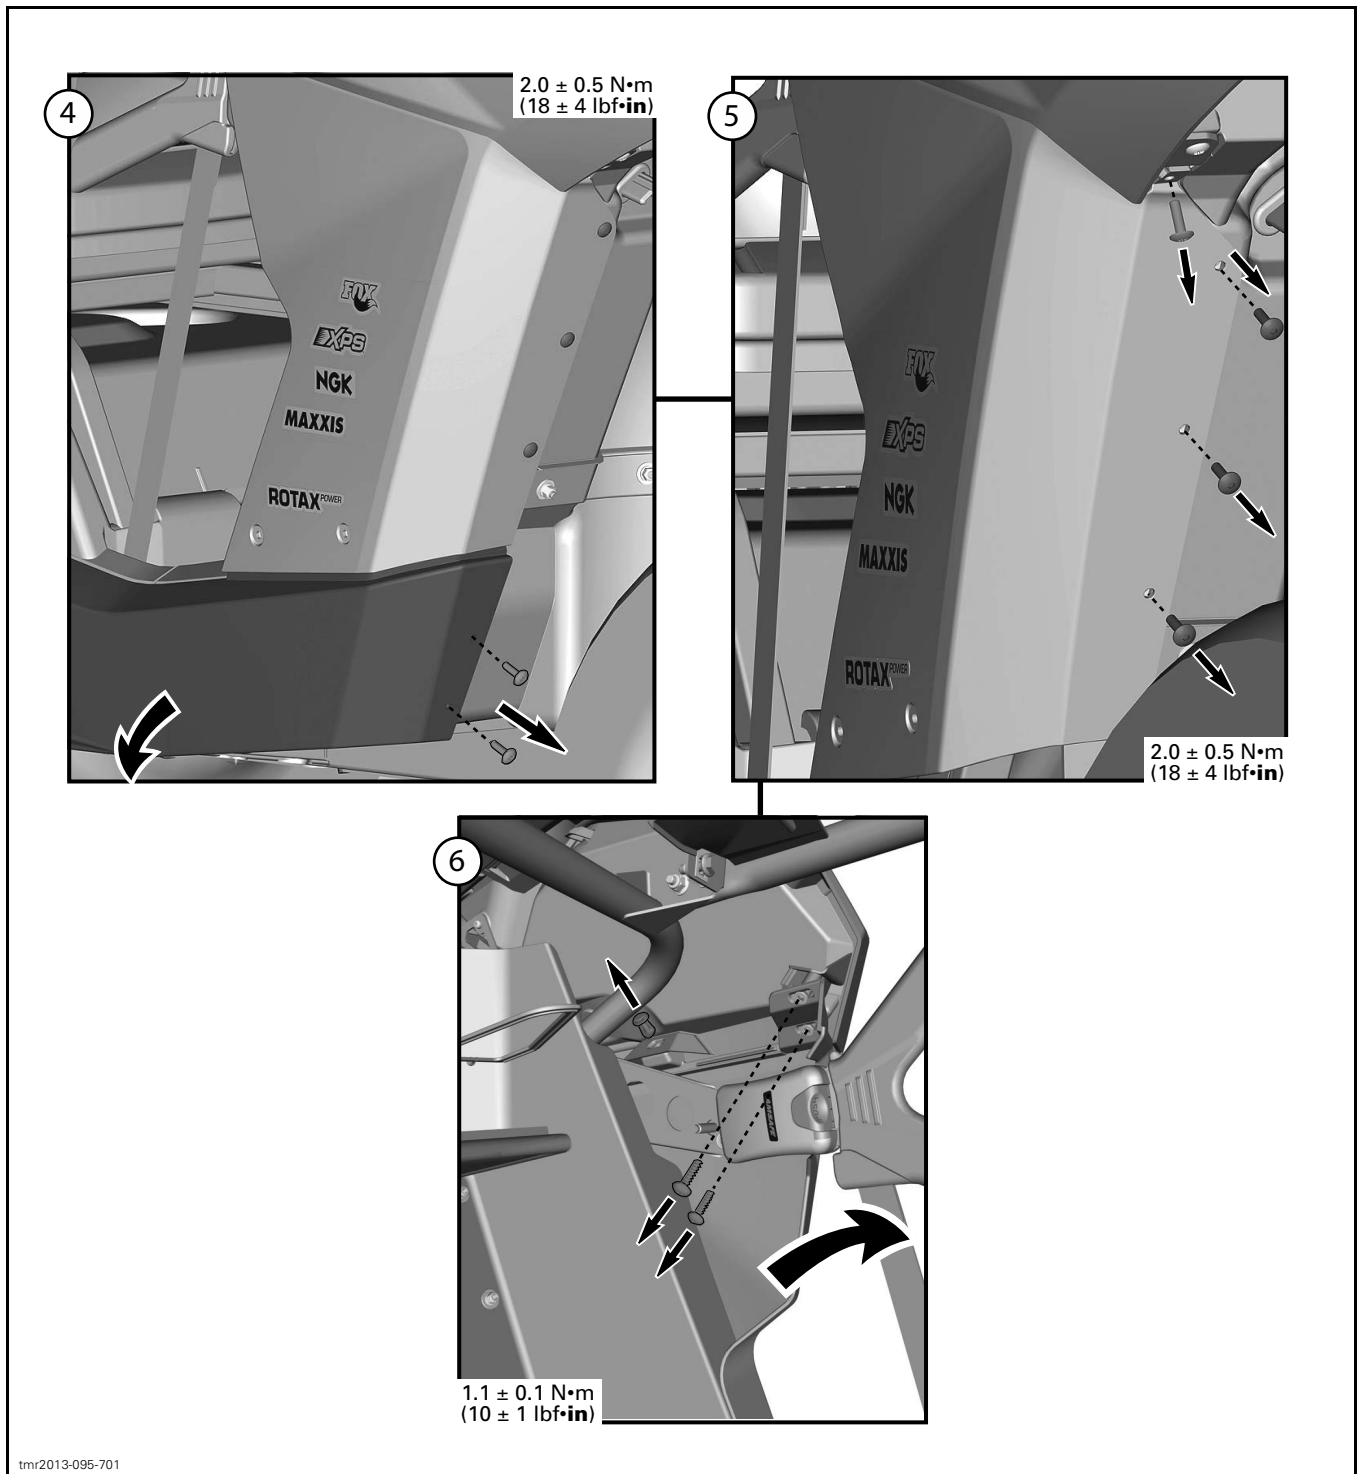 4
2.0 ± 0.5 N•m
(18 ± 4 lbf•in)
FOX
XPS
NGK
MAXXIS
ROTAX POWER
5
FOX
XPS
NGK
MAXXIS
ROTAX POWER
2.0 ± 0.5 N•m
(18 ± 4 lbf•in)
6
1.1 ± 0.1 N•m
(10 ± 1 lbf•in)
tmr2013-095-701